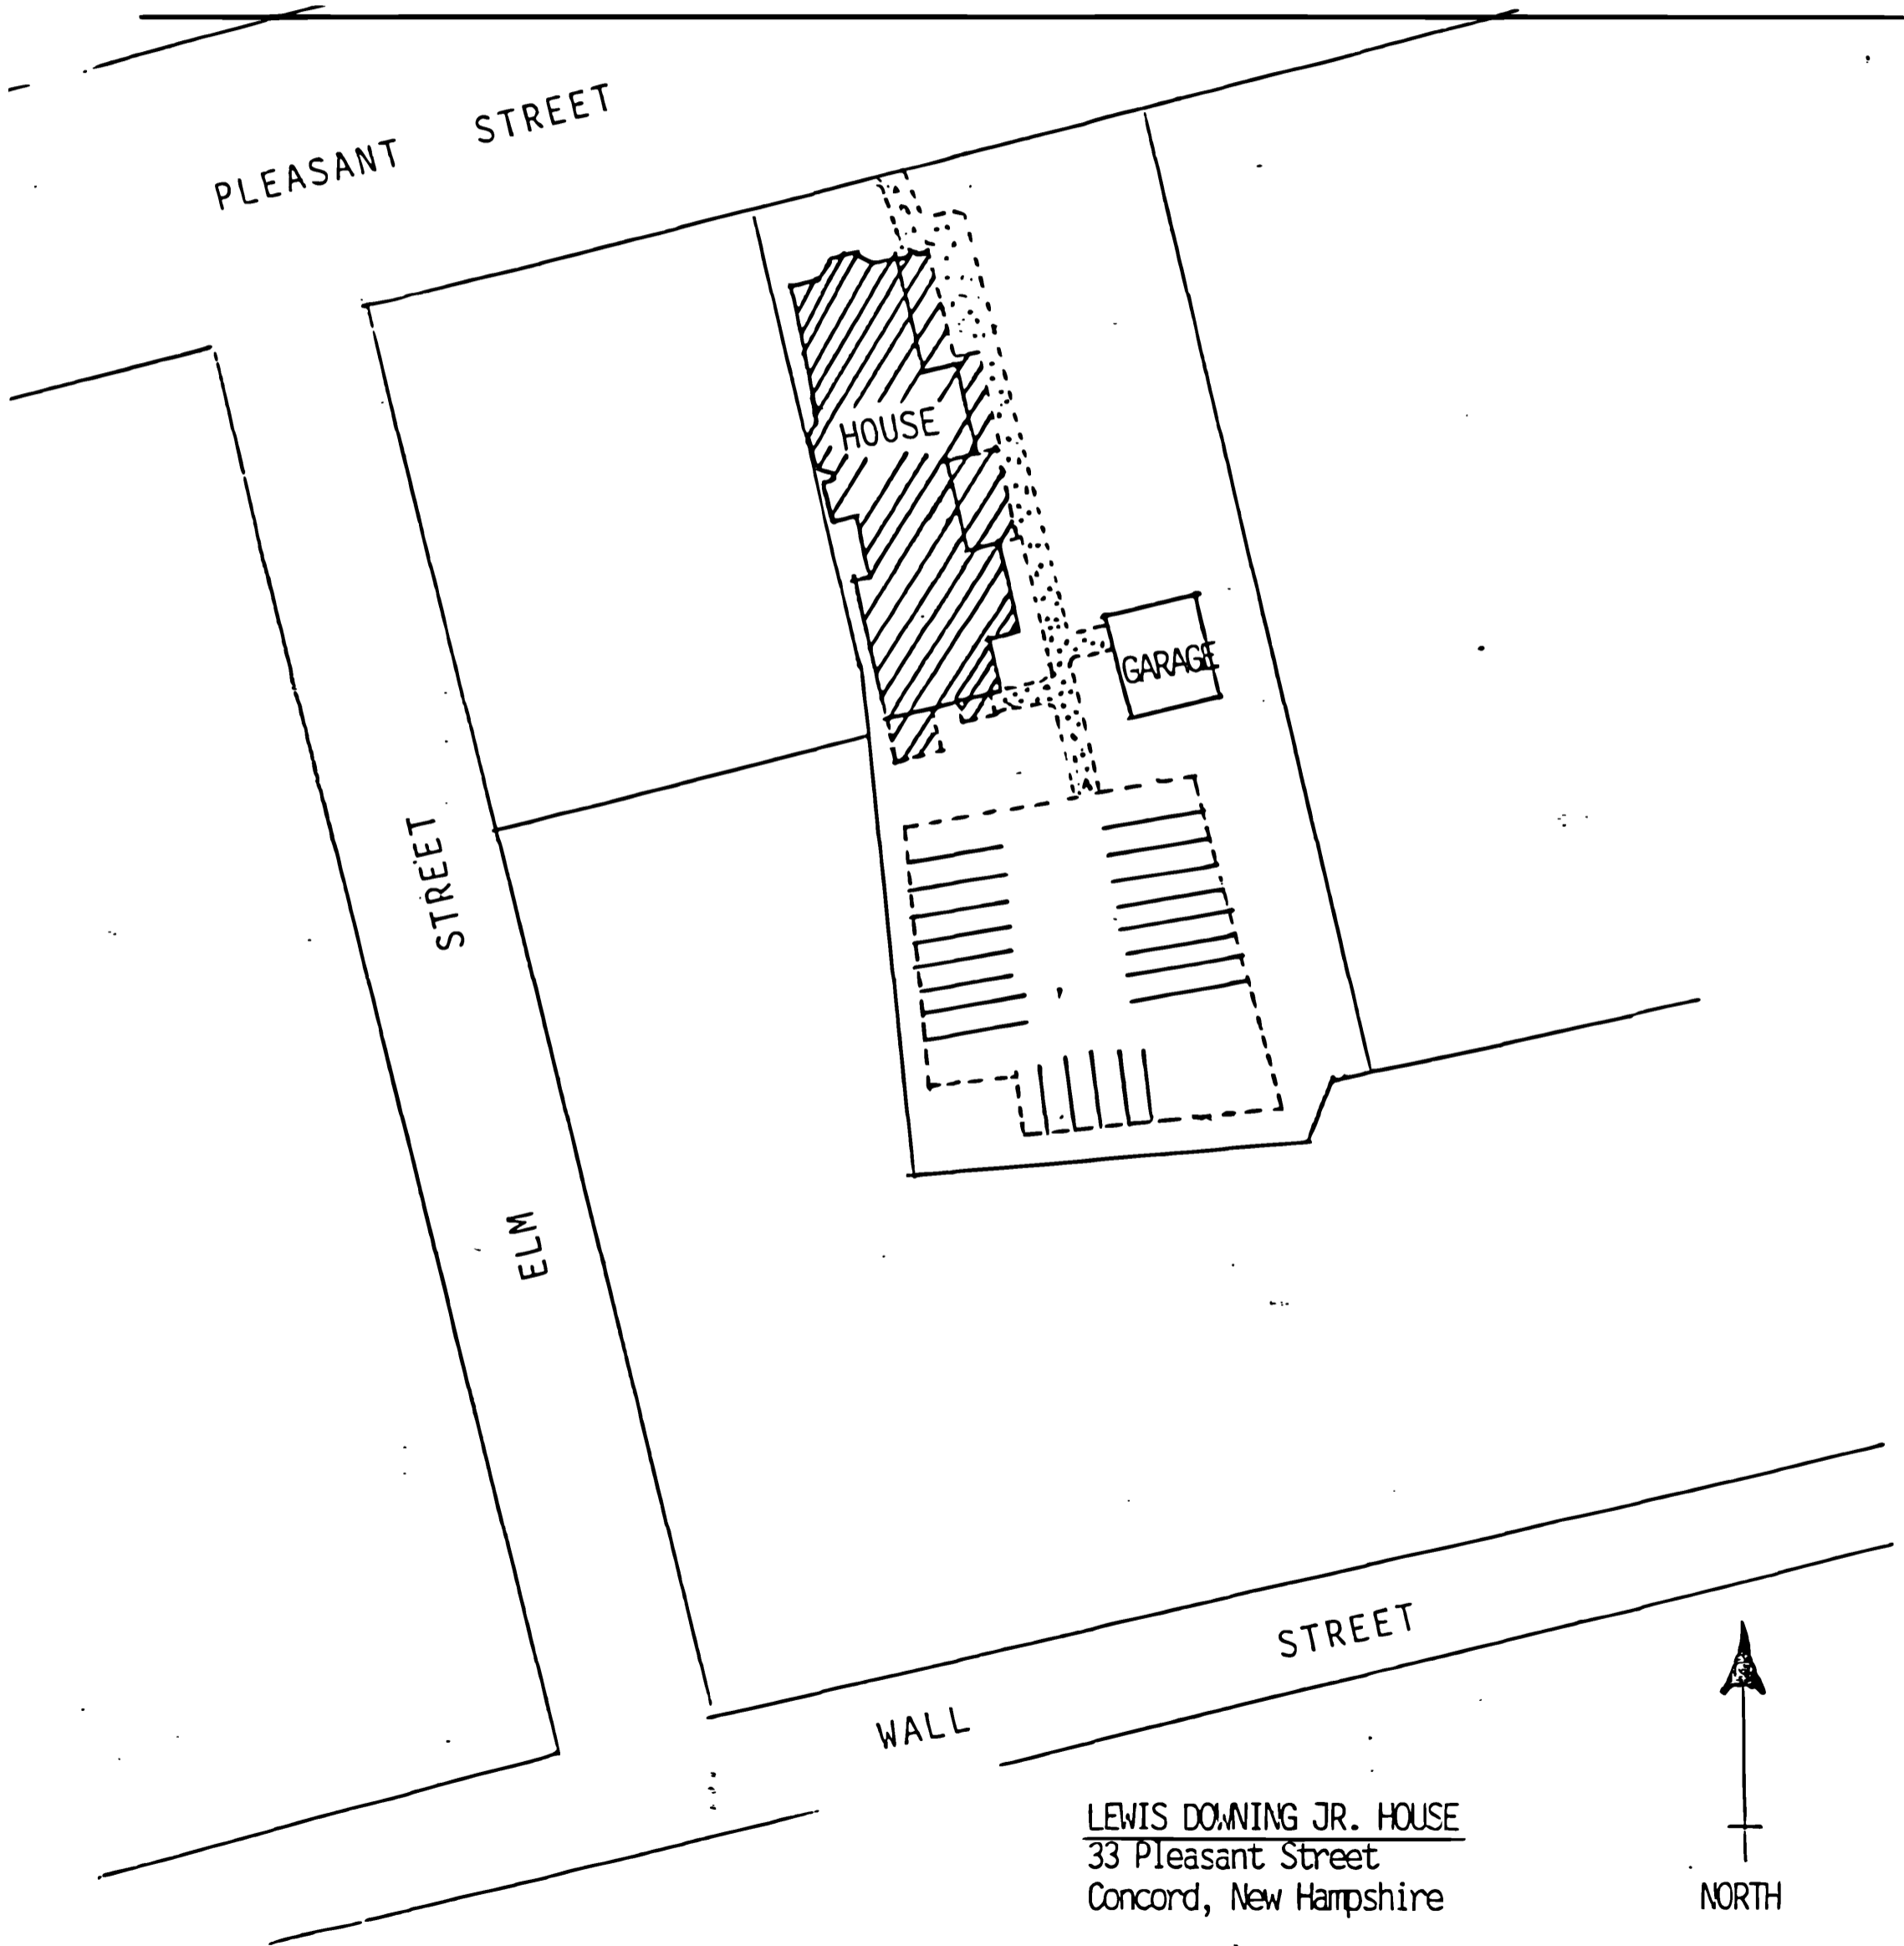 PLEASANT STREET
HOUSE
GARAGE
ELM STREET
WALL STREET
LEWIS DOWNING JR. HOUSE
33 Pleasant Street
Concord, New Hampshire
NORTH